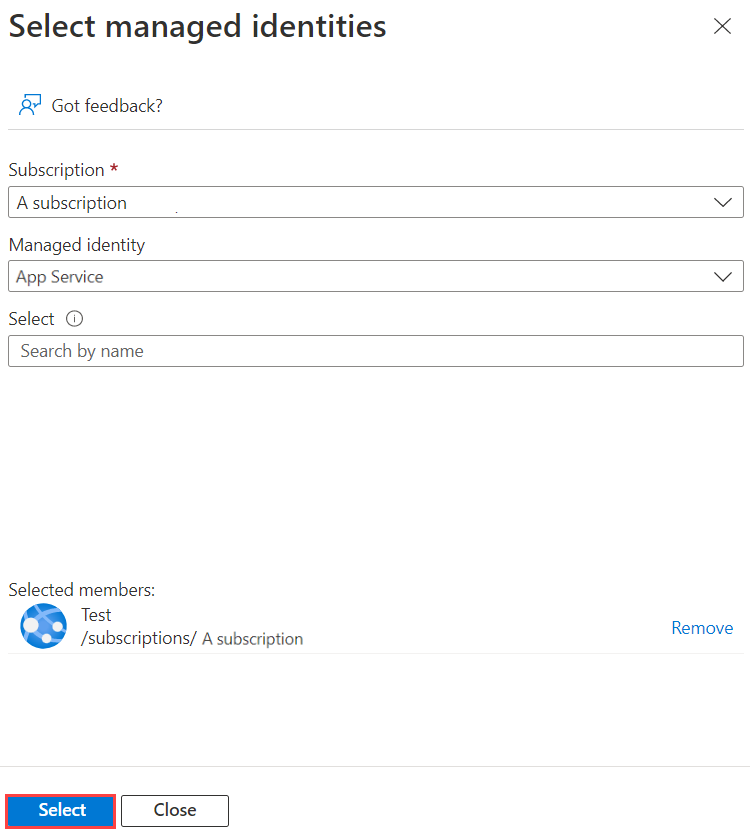 Select managed identities
Got feedback?
Subscription *
A subscription
Managed identity
App Service
Select
Search by name
Selected members:
Test
/subscriptions/ A subscription
Remove
Select
Close